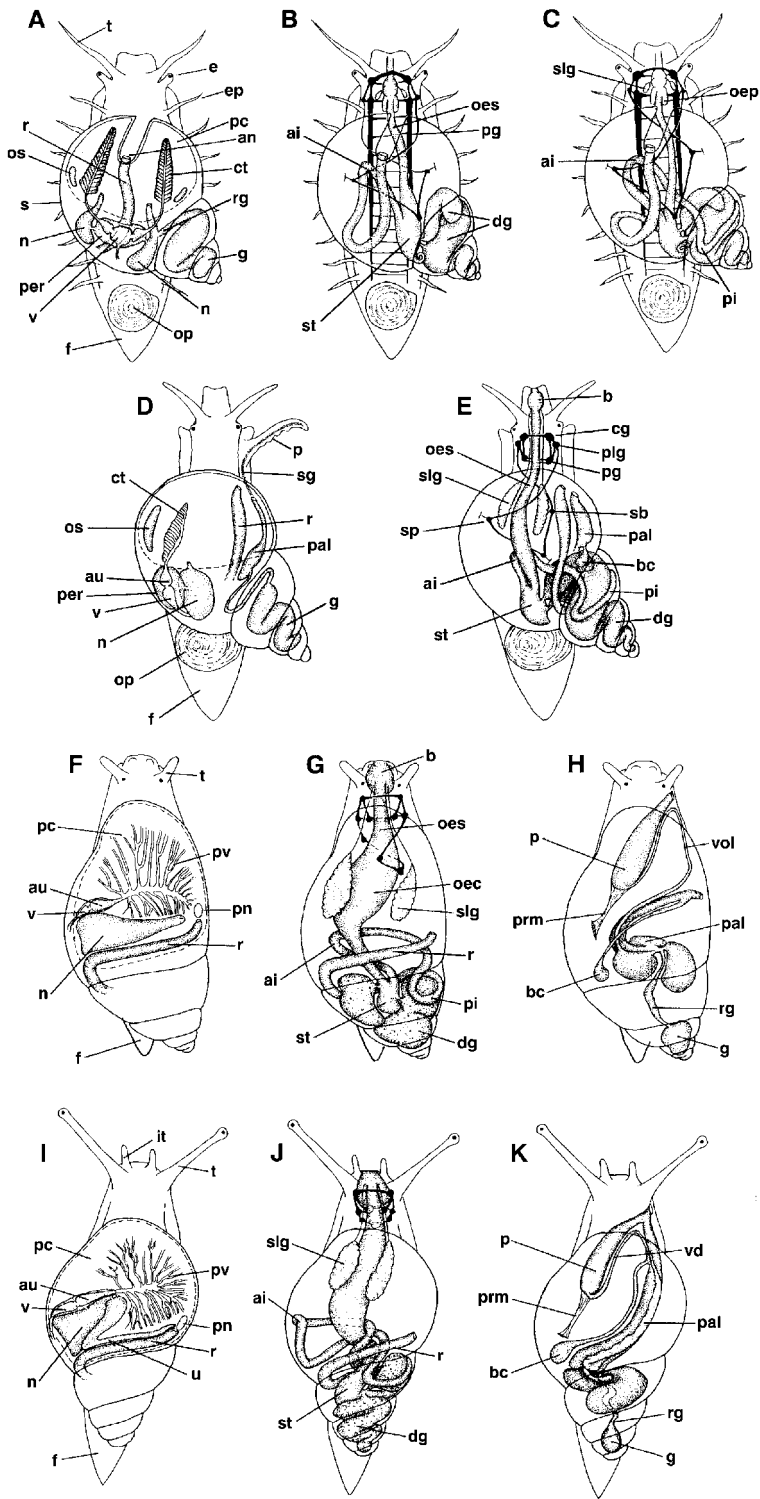 A
t
e
ep
r
pc
an
os
ct
s
rg
n
g
per
v
n
op
f
B
oes
pg
ai
dg
st
C
slg
oep
ai
pi
D
p
sg
ct
os
r
pal
au
per
v
n
g
op
f
E
b
cg
oes
plg
pg
slg
sp
sb
pal
bc
ai
pi
st
dg
F
t
pc
pv
au
v
pn
n
r
f
G
b
oes
oec
slg
ai
r
pi
st
dg
H
p
vol
prm
pal
bc
rg
g
I
it
t
pc
pv
au
v
pn
n
r
u
f
J
slg
ai
r
st
dg
K
p
vd
prm
pal
bc
rg
g